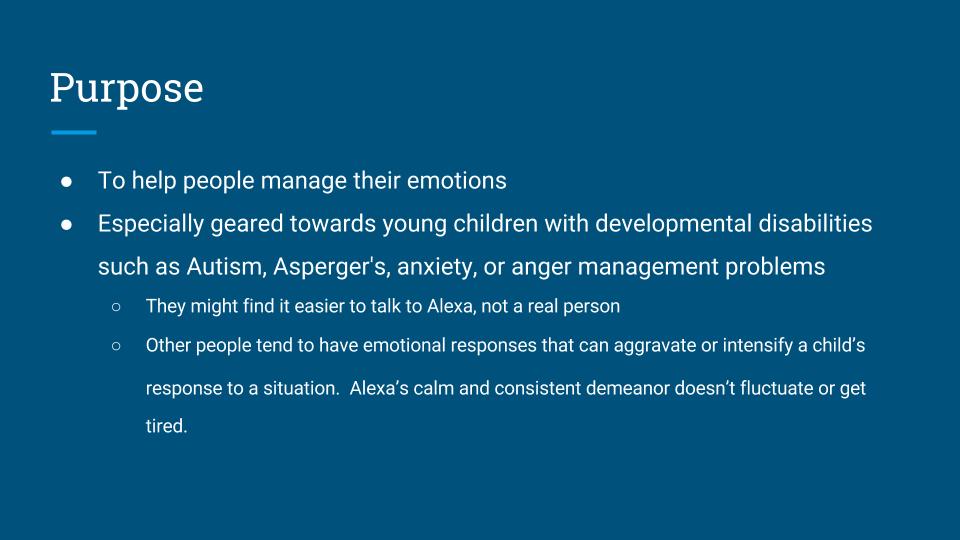 Purpose
● To help people manage their emotions
● Especially geared towards young children with developmental disabilities
such as Autism, Asperger's, anxiety, or anger management problems
○ They might find it easier to talk to Alexa, not a real person
○ Other people tend to have emotional responses that can aggravate or intensify a child’s
response to a situation.  Alexa’s calm and consistent demeanor doesn’t fluctuate or get
tired.